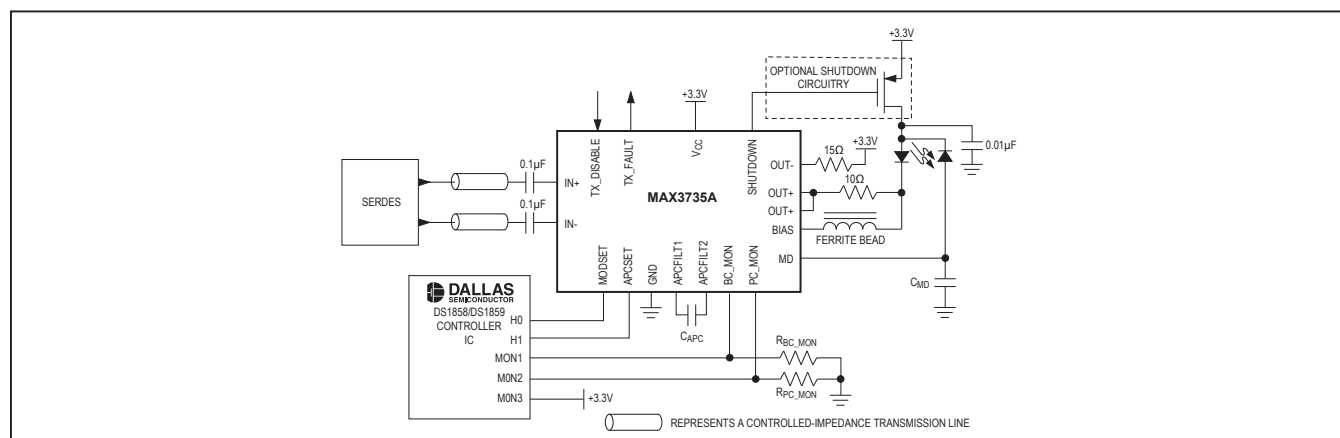 +3.3V
OPTIONAL SHUTDOWN
CIRCUITRY
+3.3V
0.01µF
TX_DISABLE
TX_FAULT
VCC
SHUTDOWN
15Ω
+3.3V
OUT-
10Ω
0.1µF
IN+
MAX3735A
OUT+
SERDES
OUT+
0.1µF
IN-
BIAS
FERRITE BEAD
MODSET
APCSET
GND
APCFILT1
APCFILT2
BC_MON
PC_MON
MD
CMD
DALLAS
SEMICONDUCTOR
DS1858/DS1859
CONTROLLER
IC
H0
H1
CAPC
MON1
RBC_MON
M0N2
RPC_MON
M0N3
+3.3V
REPRESENTS A CONTROLLED-IMPEDANCE TRANSMISSION LINE